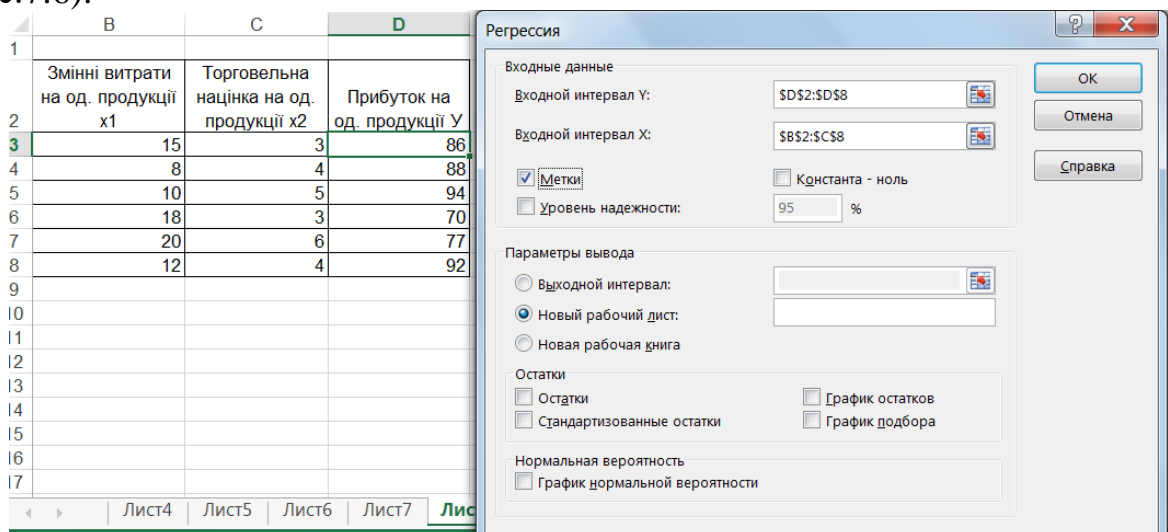 B C D
1
Змінні витрати Торговельна
на од. продукції націнка на од. Прибуток на
2 x1 продукції x2 од. продукції У
3 15 3 86
4 8 4 88
5 10 5 94
6 18 3 70
7 20 6 77
8 12 4 92
9
Лист4 Лист5 Лист6 Лист7
Регрессия
Входные данные
Входной интервал Y: $D$2:$D$8
Входной интервал X: $B$2:$C$8
Метки Константа - ноль
Уровень надежности: 95 %
Параметры вывода
Выходной интервал:
Новый рабочий лист:
Новая рабочая книга
Остатки
Остатки График остатков
Стандартизованные остатки График подбора
Нормальная вероятность
График нормальной вероятности
OK
Отмена
Справка